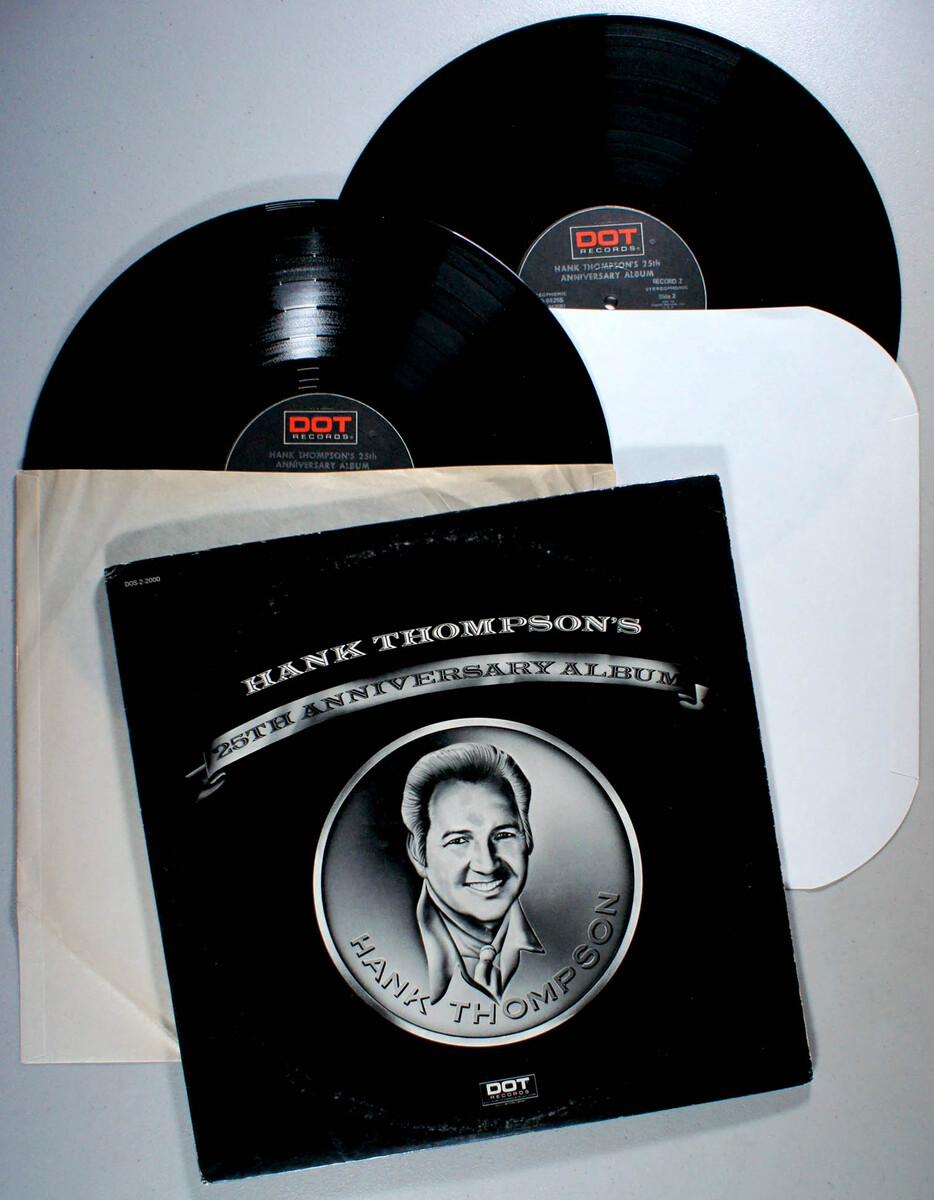 DOT
RECORDS
HANK THOMPSON'S 25th
ANNIVERSARY ALBUM
RECORD 2
STEREOPHONIC
Side 2
DOT
RECORDS
HANK THOMPSON'S 25th
ANNIVERSARY ALBUM
DOS 2-2000
HANK THOMPSON'S
25TH ANNIVERSARY ALBUM
HANK THOMPSON
DOT
RECORDS